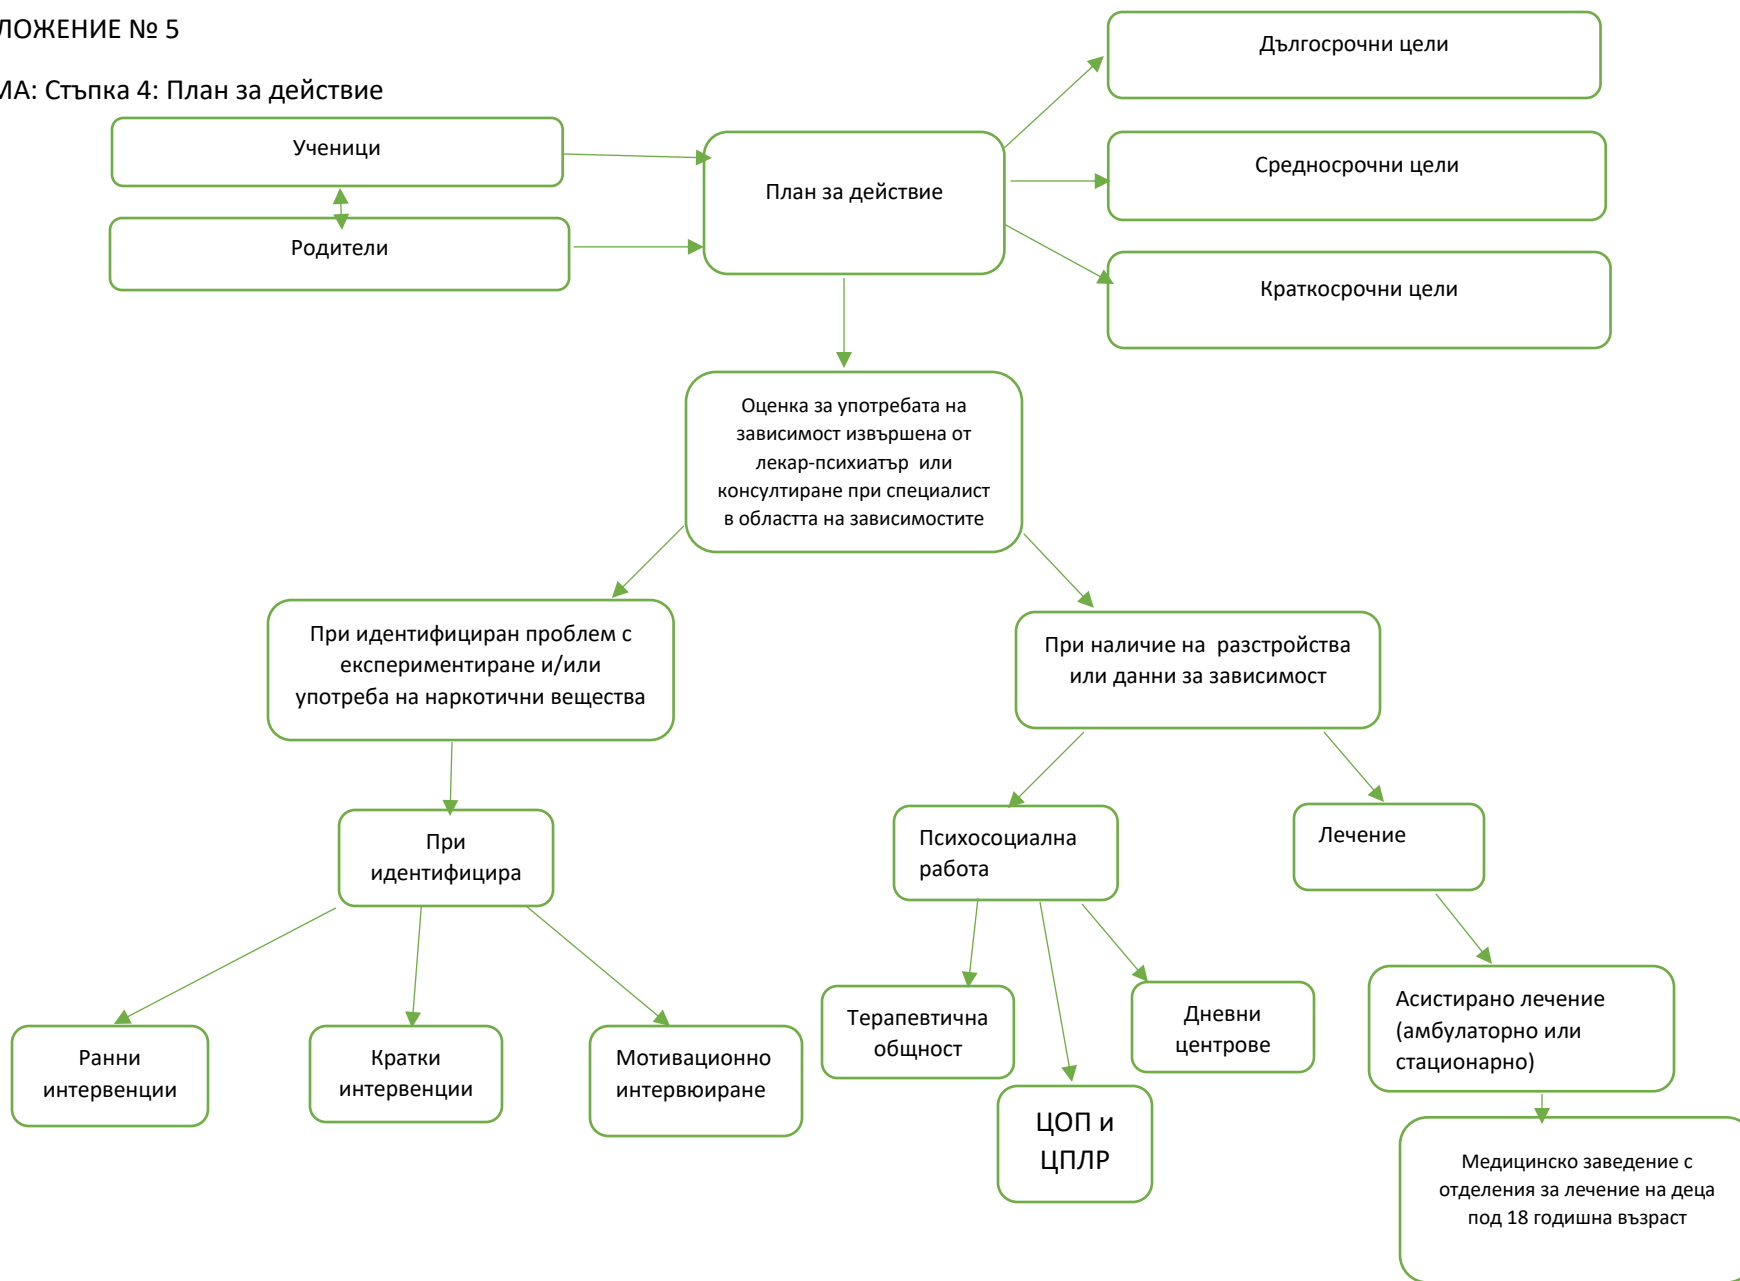 ЛОЖЕНИЕ № 5
МА: Стъпка 4: План за действие
Ученици
Родители
План за действие
Дългосрочни цели
Средносрочни цели
Краткосрочни цели
Оценка за употребата на
зависимост извършена от
лекар-психиатър или
консултиране при специалист
в областта на зависимостите
При идентифициран проблем с
експериментиране и/или
употреба на наркотични вещества
При наличие на разстройства
или данни за зависимост
При
идентифицира
Психосоциална
работа
Лечение
Ранни
интервенции
Кратки
интервенции
Мотивационно
интервюиране
Терапевтична
общност
ЦОП и
ЦПЛР
Дневни
центрове
Асистирано лечение
(амбулаторно или
стационарно)
Медицинско заведение с
отделения за лечение на деца
под 18 годишна възраст